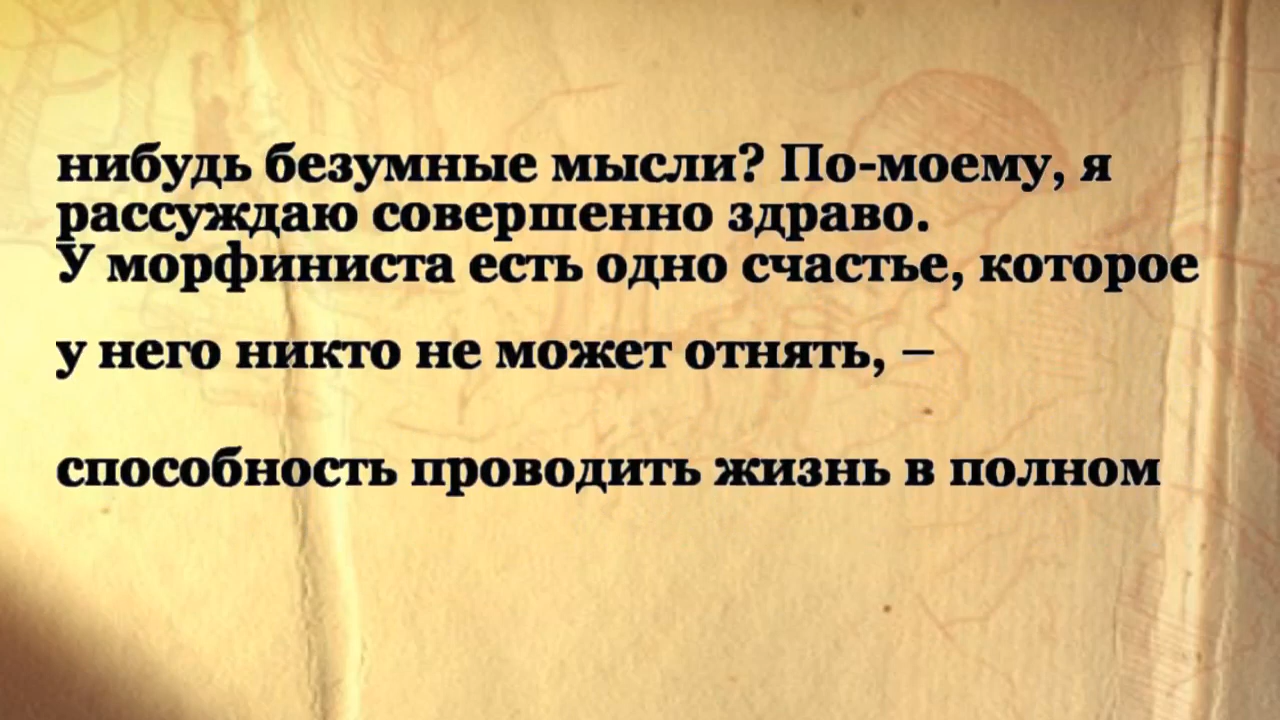 нибудь безумные мысли? По-моему, я
рассуждаю совершенно здраво.
У морфиниста есть одно счастье, которое
у него никто не может отнять, –
способность проводить жизнь в полном